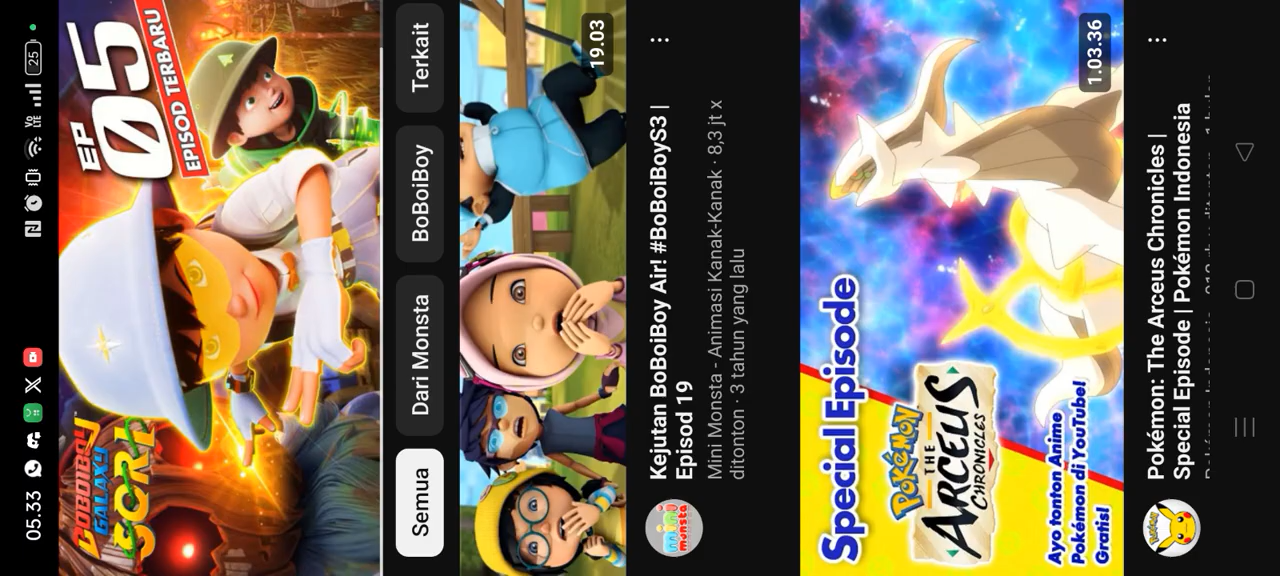 05.33
25
BOBOIBOY
GALAXY
SORI
EP
05
EPISOD TERBARU
Semua
Dari Monsta
BoBoiBoy
Terkait
19.03
mini
monsta
Kejutan BoBoiBoy Air! #BoBoiBoyS3 |
Episod 19
Mini Monsta - Animasi Kanak-Kanak · 8,3 jt x
ditonton · 3 tahun yang lalu
Special Episode
POKÉMON
THE
ARCEUS
CHRONICLES
Ayo tonton Anime
Pokémon di YouTube!
Gratis!
1.03.36
Pokémon: The Arceus Chronicles |
Special Episode | Pokémon Indonesia